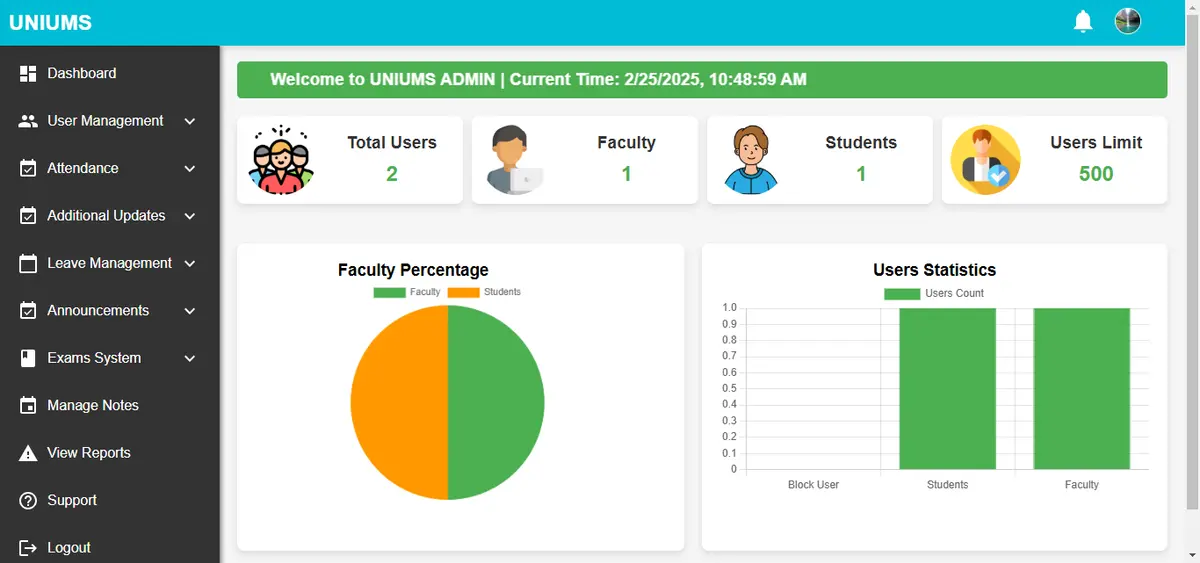 UNIUMS
Dashboard
User Management
Attendance
Additional Updates
Leave Management
Announcements
Exams System
Manage Notes
View Reports
Support
Logout
Welcome to UNIUMS ADMIN | Current Time: 2/25/2025, 10:48:59 AM
Total Users
2
Faculty
1
Students
1
Users Limit
500
Faculty Percentage
Faculty Students
Users Statistics
Users Count
1.0
0.9
0.8
0.7
0.6
0.5
0.4
0.3
0.2
0.1
0
Block User Students Faculty